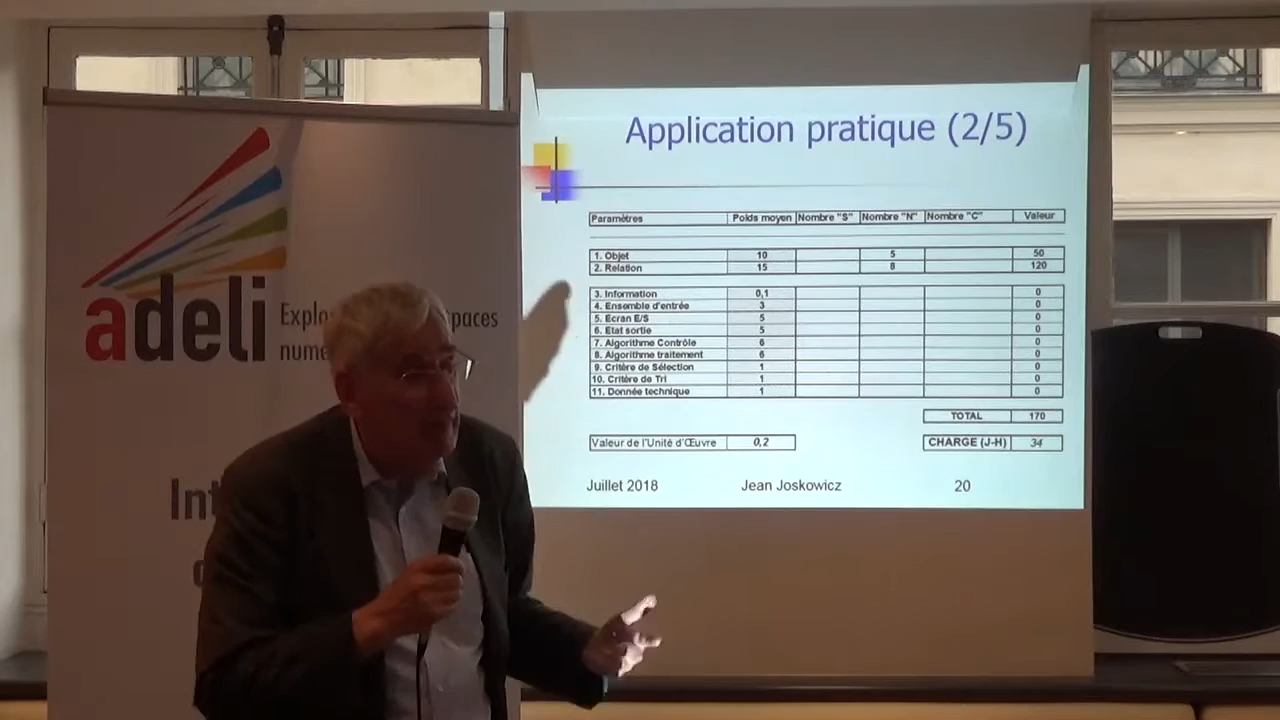 adeli
Explo paces
nume
Int
Application pratique (2/5)
Paramètres Poids moyen Nombre "S" Nombre "N" Nombre "C" Valeur
1. Objet 10 5 50
2. Relation 15 8 120
3. Information 0,1 0
4. Ensemble d'entrée 3 0
5. Ecran E/S 5 0
6. Etat sortie 5 0
7. Algorithme Contrôle 6 0
8. Algorithme traitement 6 0
9. Critère de Sélection 1 0
10. Critère de Tri 1 0
11. Donnée technique 1 0
TOTAL 170
Valeur de l'Unité d'Œuvre 0,2 CHARGE (J-H) 34
Juillet 2018 Jean Joskowicz 20